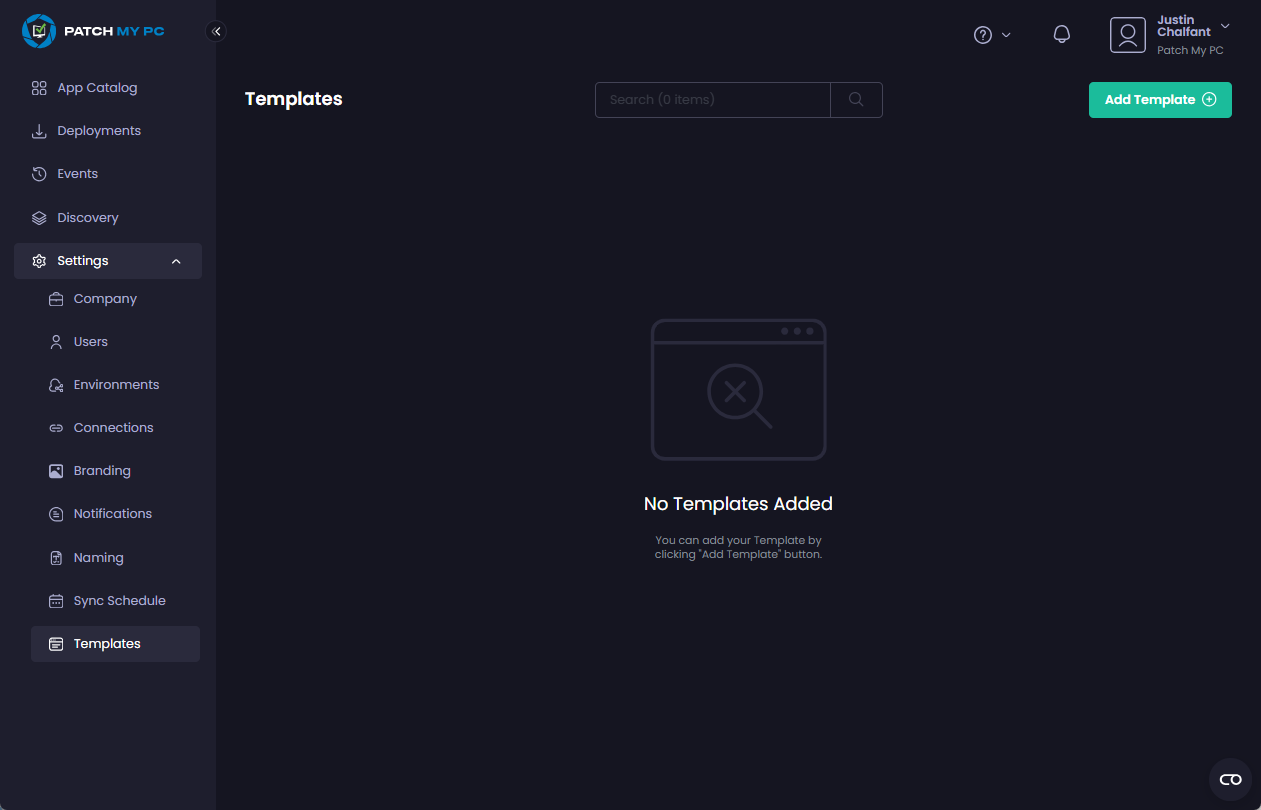 PATCH MY PC
App Catalog
Deployments
Events
Discovery
Settings
Company
Users
Environments
Connections
Branding
Notifications
Naming
Sync Schedule
Templates
Justin
Chalfant
Patch My PC
Templates
Search (0 items)
Add Template
No Templates Added
You can add your Template by
clicking "Add Template" button.